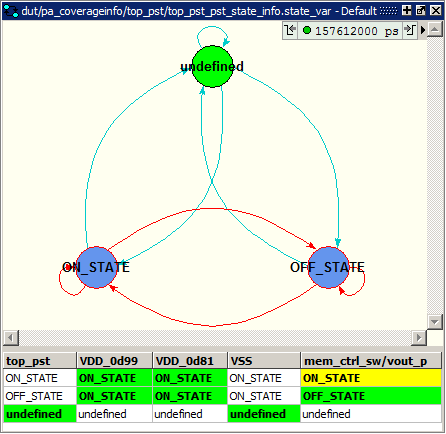 dut/pa_coverageinfo/top_pst/top_pst_pst_state_info.state_var - Default
157612000 ps
undefined
ON_STATE
OFF_STATE
top_pst VDD_0d99 VDD_0d81 VSS mem_ctrl_sw/vout_p
ON_STATE ON_STATE ON_STATE ON_STATE ON_STATE
OFF_STATE ON_STATE ON_STATE ON_STATE OFF_STATE
undefined undefined undefined undefined undefined